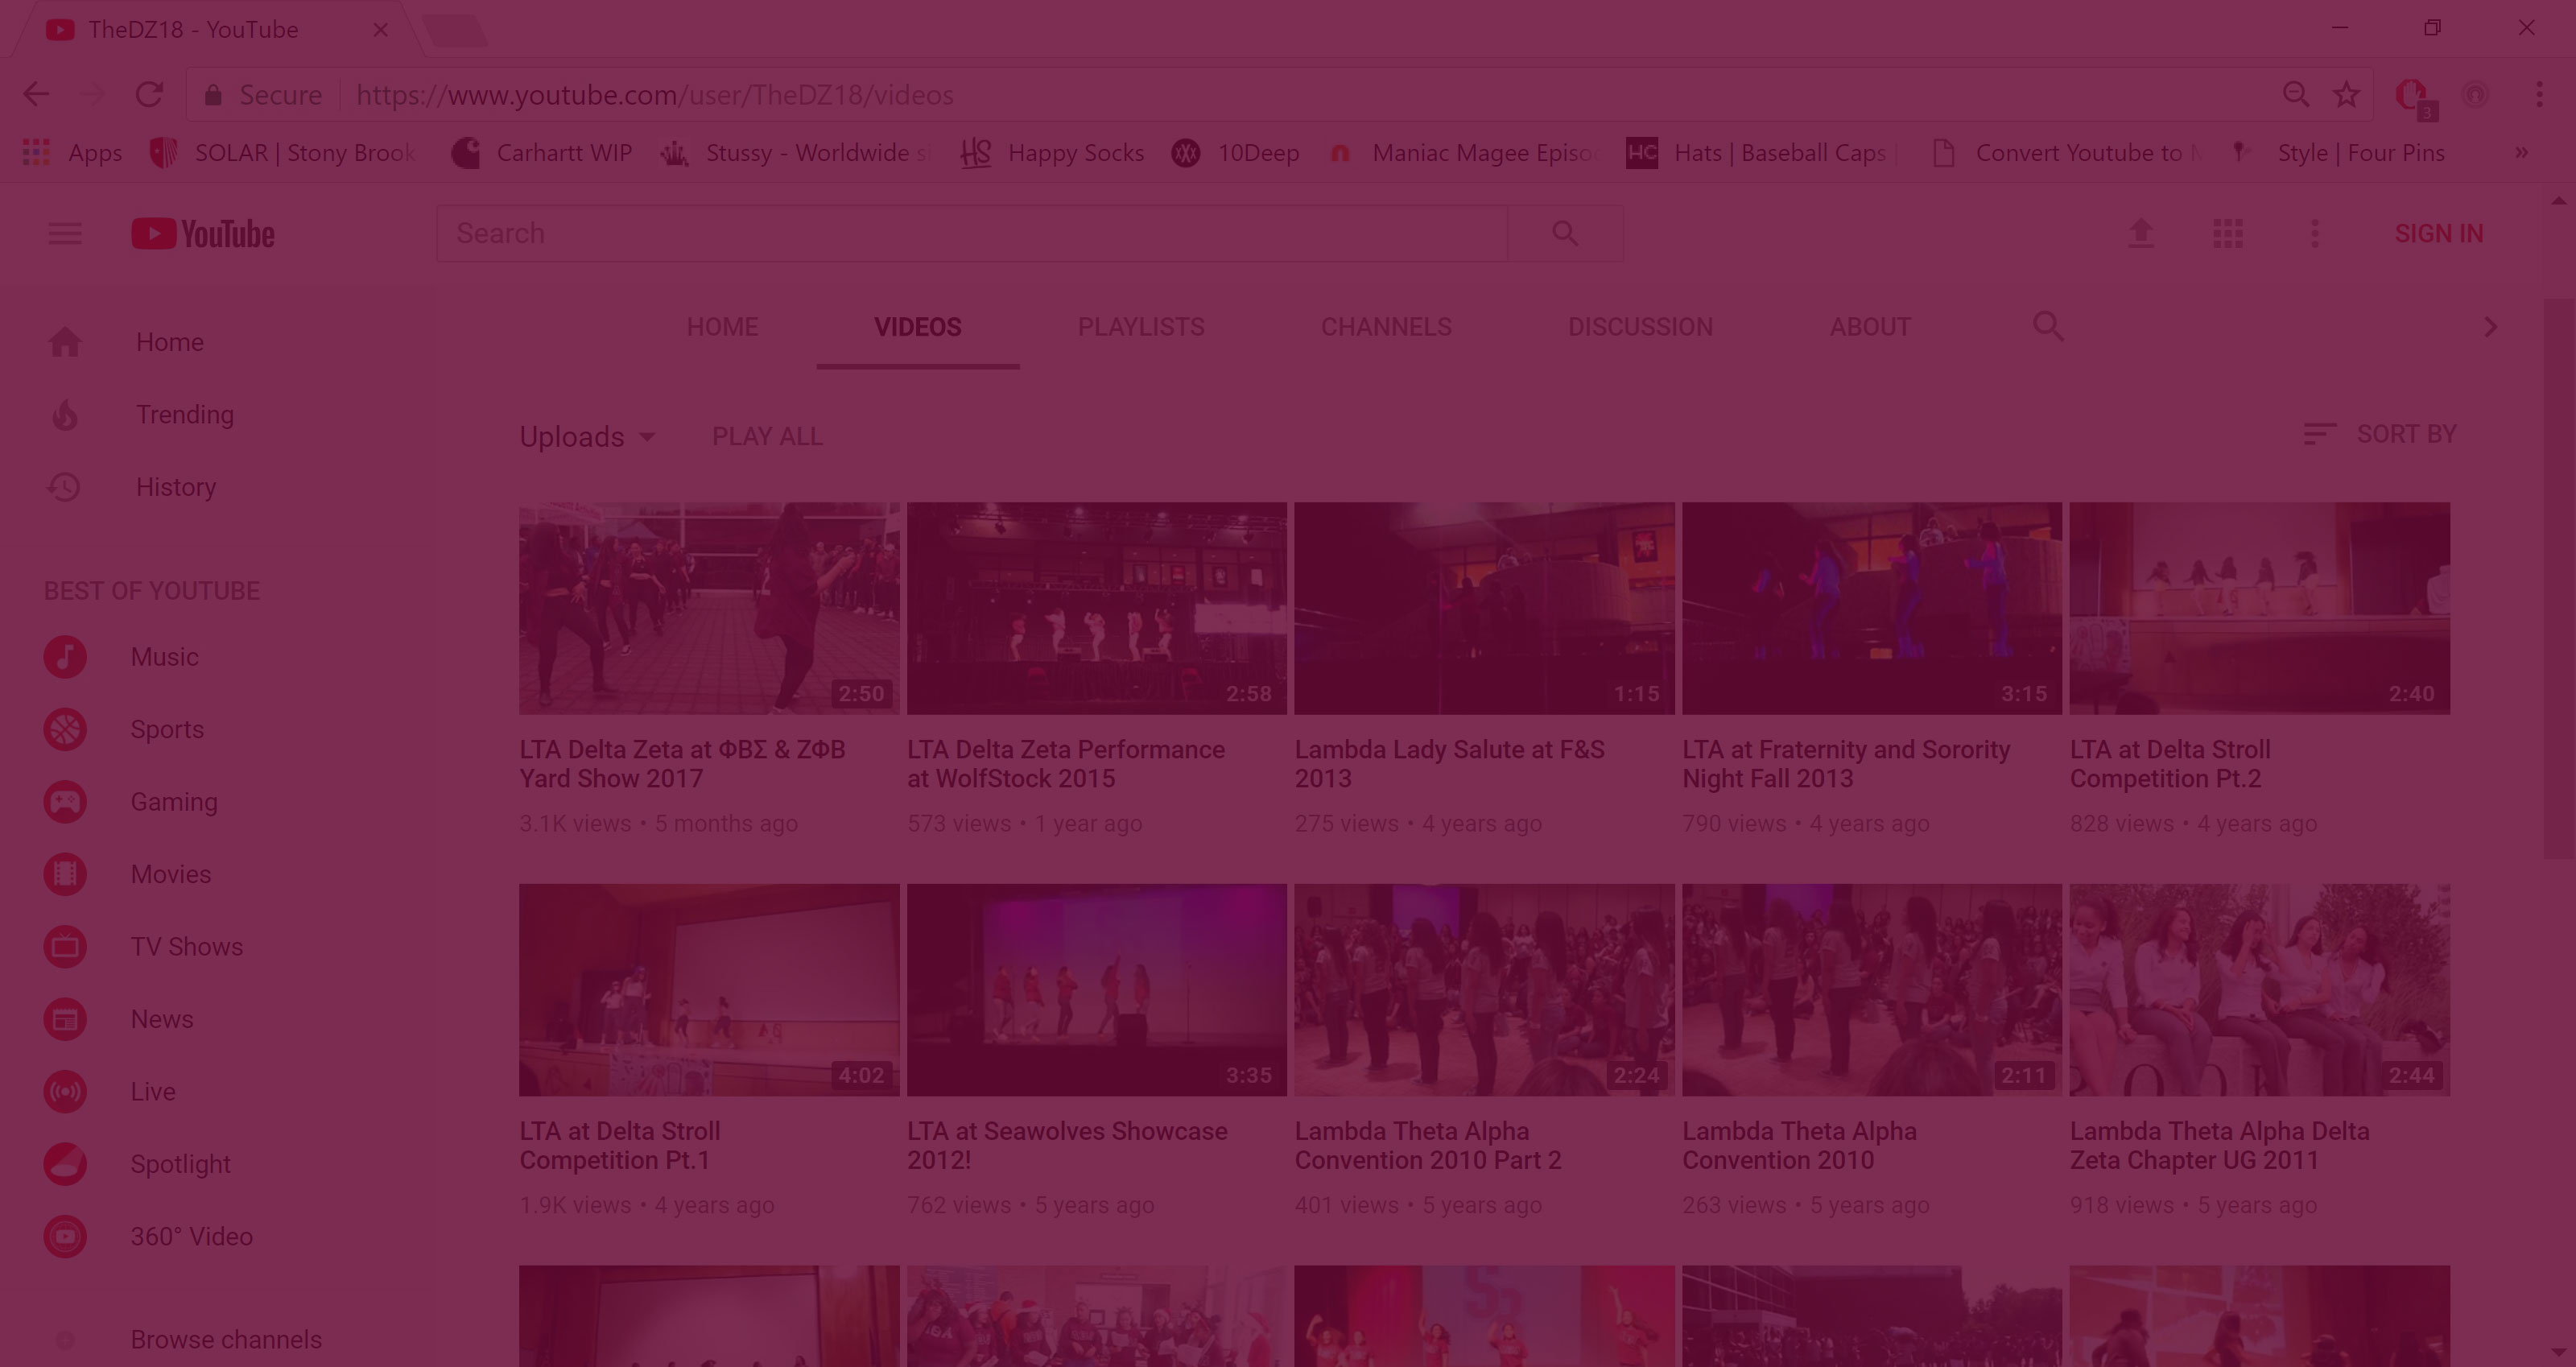 TheDZ18 - YouTube
Secure https://www.youtube.com/user/TheDZ18/videos
3
Apps SOLAR | Stony Brook Carhartt WIP Stussy - Worldwide HS Happy Socks 10Deep Maniac Magee HC Hats | Baseball Caps | Convert Youtube to Style | Four Pins »
YouTube Search SIGN IN
HOME VIDEOS PLAYLISTS CHANNELS DISCUSSION ABOUT
Home
Trending
History
BEST OF YOUTUBE
Music
Sports
Gaming
Movies
TV Shows
News
Live
Spotlight
360° Video
Browse channels
Uploads PLAY ALL SORT BY
2:50
LTA Delta Zeta at ΦΒΣ & ΖΦΒ
Yard Show 2017
3.1K views • 5 months ago
2:58
LTA Delta Zeta Performance
at WolfStock 2015
573 views • 1 year ago
1:15
Lambda Lady Salute at F&S
2013
275 views • 4 years ago
3:15
LTA at Fraternity and Sorority
Night Fall 2013
790 views • 4 years ago
2:40
LTA at Delta Stroll
Competition Pt.2
828 views • 4 years ago
4:02
LTA at Delta Stroll
Competition Pt.1
1.9K views • 4 years ago
3:35
LTA at Seawolves Showcase
2012!
762 views • 5 years ago
2:24
Lambda Theta Alpha
Convention 2010 Part 2
401 views • 5 years ago
2:11
Lambda Theta Alpha
Convention 2010
263 views • 5 years ago
2:44
Lambda Theta Alpha Delta
Zeta Chapter UG 2011
918 views • 5 years ago